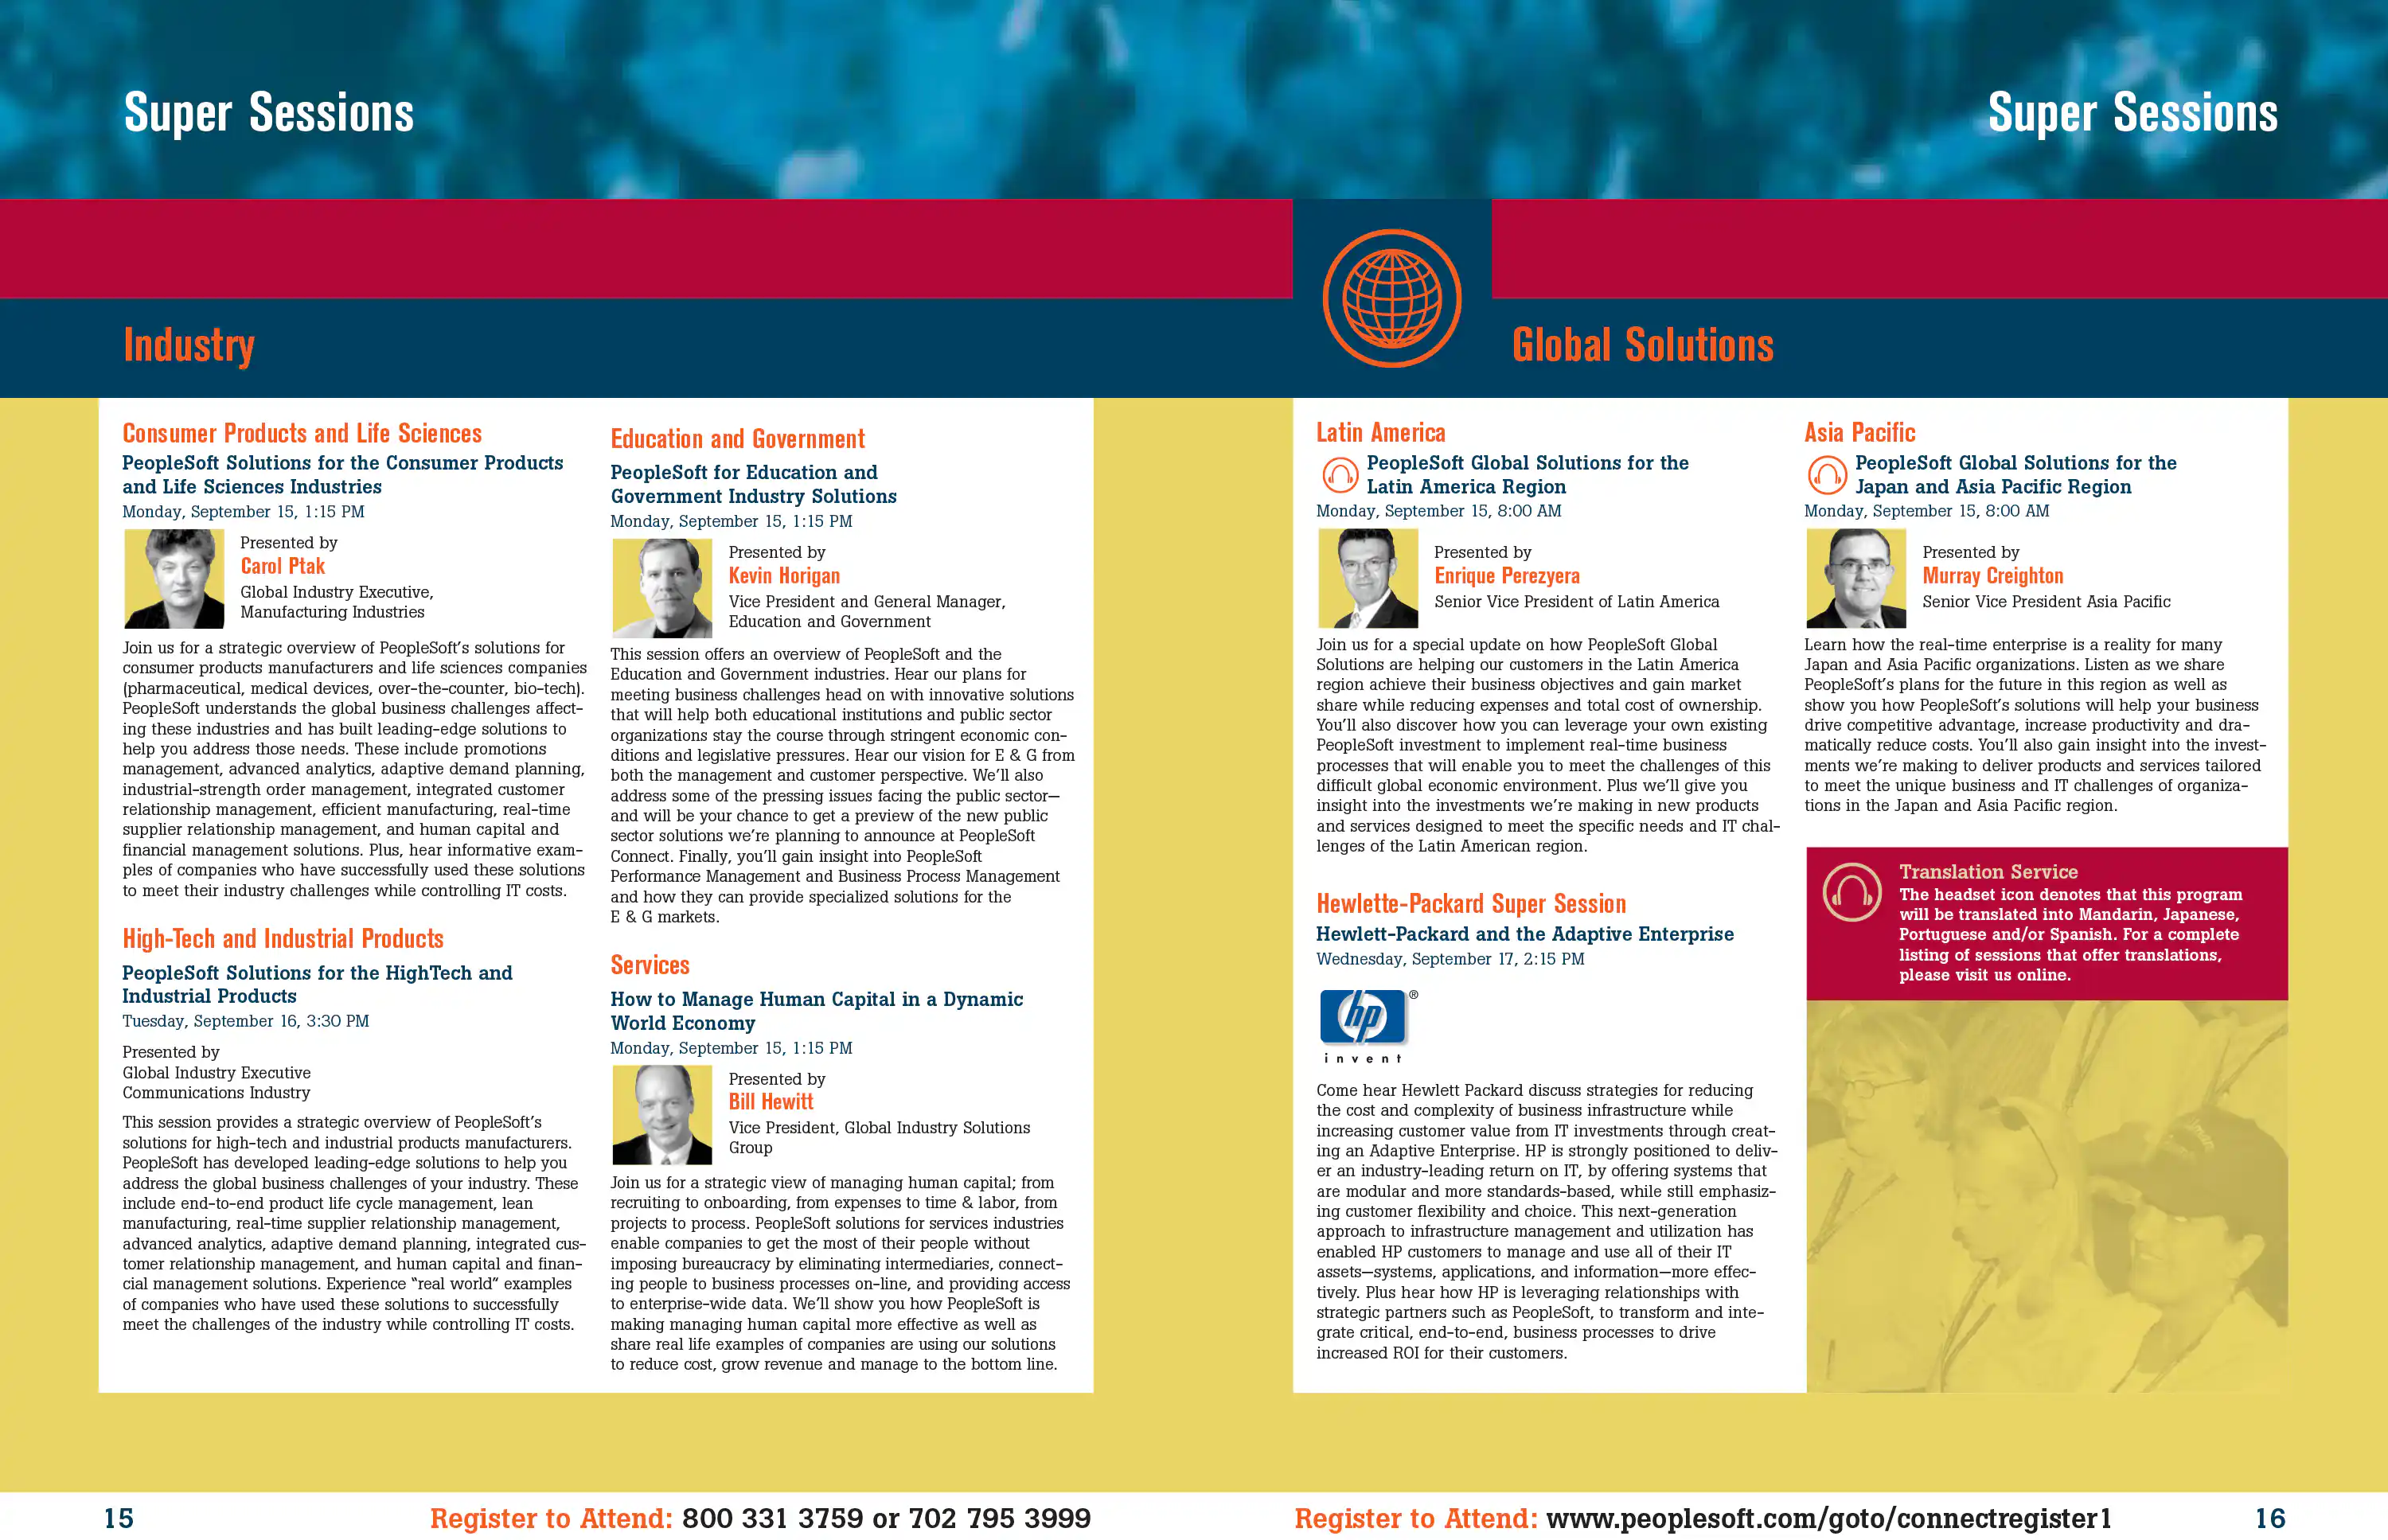 Super Sessions
Industry
Consumer Products and Life Sciences
PeopleSoft Solutions for the Consumer Products
and Life Sciences Industries
Monday, September 15, 1:15 PM
Presented by
Carol Ptak
Global Industry Executive,
Manufacturing Industries
Join us for a strategic overview of PeopleSoft's solutions for
consumer products manufacturers and life sciences companies
(pharmaceutical, medical devices, over-the-counter, bio-tech).
PeopleSoft understands the global business challenges affect-
ing these industries and has built leading-edge solutions to
help you address those needs. These include promotions
management, advanced analytics, adaptive demand planning,
industrial-strength order management, integrated customer
relationship management, efficient manufacturing, real-time
supplier relationship management, and human capital and
financial management solutions. Plus, hear informative exam-
ples of companies who have successfully used these solutions
to meet their industry challenges while controlling IT costs.
High-Tech and Industrial Products
PeopleSoft Solutions for the HighTech and
Industrial Products
Tuesday, September 16, 3:30 PM
Presented by
Global Industry Executive
Communications Industry
This session provides a strategic overview of PeopleSoft's
solutions for high-tech and industrial products manufacturers.
PeopleSoft has developed leading-edge solutions to help you
address the global business challenges of your industry. These
include end-to-end product life cycle management, lean
manufacturing, real-time supplier relationship management,
advanced analytics, adaptive demand planning, integrated cus-
tomer relationship management, and human capital and finan-
cial management solutions. Experience "real world" examples
of companies who have used these solutions to successfully
meet the challenges of the industry while controlling IT costs.
Education and Government
PeopleSoft for Education and
Government Industry Solutions
Monday, September 15, 1:15 PM
Presented by
Kevin Horigan
Vice President and General Manager,
Education and Government
This session offers an overview of PeopleSoft and the
Education and Government industries. Hear our plans for
meeting business challenges head on with innovative solutions
that will help both educational institutions and public sector
organizations stay the course through stringent economic con-
ditions and legislative pressures. Hear our vision for E & G from
both the management and customer perspective. We'll also
address some of the pressing issues facing the public sector—
and will be your chance to get a preview of the new public
sector solutions we're planning to announce at PeopleSoft
Connect. Finally, you'll gain insight into PeopleSoft
Performance Management and Business Process Management
and how they can provide specialized solutions for the
E & G markets.
Services
How to Manage Human Capital in a Dynamic
World Economy
Monday, September 15, 1:15 PM
Presented by
Bill Hewitt
Vice President, Global Industry Solutions
Group
Join us for a strategic view of managing human capital; from
recruiting to onboarding, from expenses to time & labor, from
projects to process. PeopleSoft solutions for services industries
enable companies to get the most of their people without
imposing bureaucracy by eliminating intermediaries, connect-
ing people to business processes on-line, and providing access
to enterprise-wide data. We'll show you how PeopleSoft is
making managing human capital more effective as well as
share real life examples of companies are using our solutions
to reduce cost, grow revenue and manage to the bottom line.
15
Register to Attend: 800 331 3759 or 702 795 3999
Super Sessions
Global Solutions
Latin America
PeopleSoft Global Solutions for the
Latin America Region
Monday, September 15, 8:00 AM
Presented by
Enrique Perezyera
Senior Vice President of Latin America
Join us for a special update on how PeopleSoft Global
Solutions are helping our customers in the Latin America
region achieve their business objectives and gain market
share while reducing expenses and total cost of ownership.
You'll also discover how you can leverage your own existing
PeopleSoft investment to implement real-time business
processes that will enable you to meet the challenges of this
difficult global economic environment. Plus we'll give you
insight into the investments we're making in new products
and services designed to meet the specific needs and IT chal-
lenges of the Latin American region.
Hewlette-Packard Super Session
Hewlett-Packard and the Adaptive Enterprise
Wednesday, September 17, 2:15 PM
hp ®
invent
Come hear Hewlett Packard discuss strategies for reducing
the cost and complexity of business infrastructure while
increasing customer value from IT investments through creat-
ing an Adaptive Enterprise. HP is strongly positioned to deliv-
er an industry-leading return on IT, by offering systems that
are modular and more standards-based, while still emphasiz-
ing customer flexibility and choice. This next-generation
approach to infrastructure management and utilization has
enabled HP customers to manage and use all of their IT
assets—systems, applications, and information—more effec-
tively. Plus hear how HP is leveraging relationships with
strategic partners such as PeopleSoft, to transform and inte-
grate critical, end-to-end, business processes to drive
increased ROI for their customers.
Asia Pacific
PeopleSoft Global Solutions for the
Japan and Asia Pacific Region
Monday, September 15, 8:00 AM
Presented by
Murray Creighton
Senior Vice President Asia Pacific
Learn how the real-time enterprise is a reality for many
Japan and Asia Pacific organizations. Listen as we share
PeopleSoft's plans for the future in this region as well as
show you how PeopleSoft's solutions will help your business
drive competitive advantage, increase productivity and dra-
matically reduce costs. You'll also gain insight into the invest-
ments we're making to deliver products and services tailored
to meet the unique business and IT challenges of organiza-
tions in the Japan and Asia Pacific region.
Translation Service
The headset icon denotes that this program
will be translated into Mandarin, Japanese,
Portuguese and/or Spanish. For a complete
listing of sessions that offer translations,
please visit us online.
Register to Attend: www.peoplesoft.com/goto/connectregister1
16